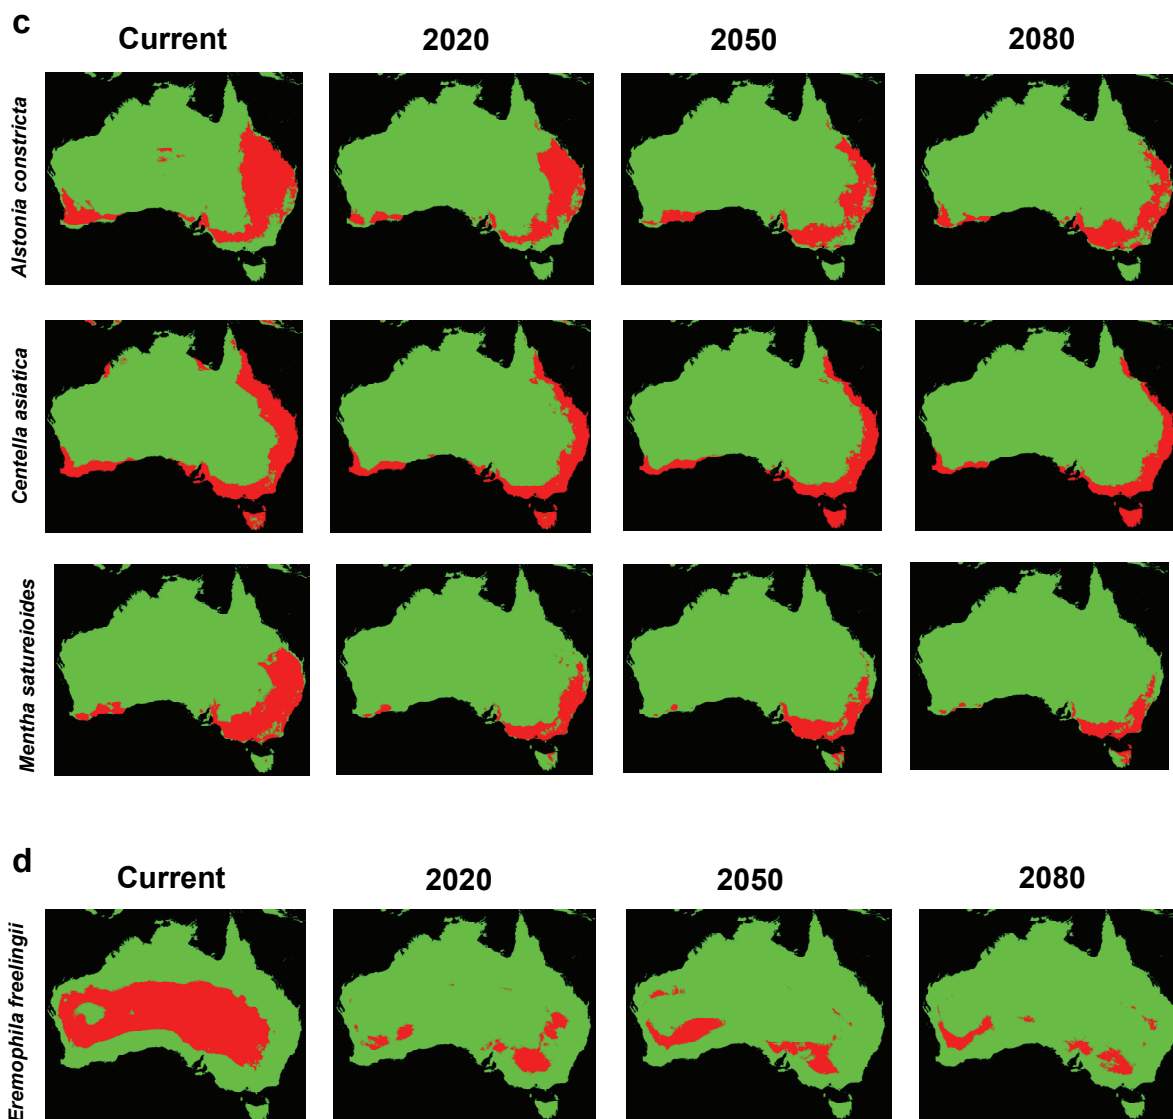 c
Current 2020 2050 2080
Alstonia constricta
Centella asiatica
Mentha satureioides
d
Current 2020 2050 2080
Eremophila freelingii